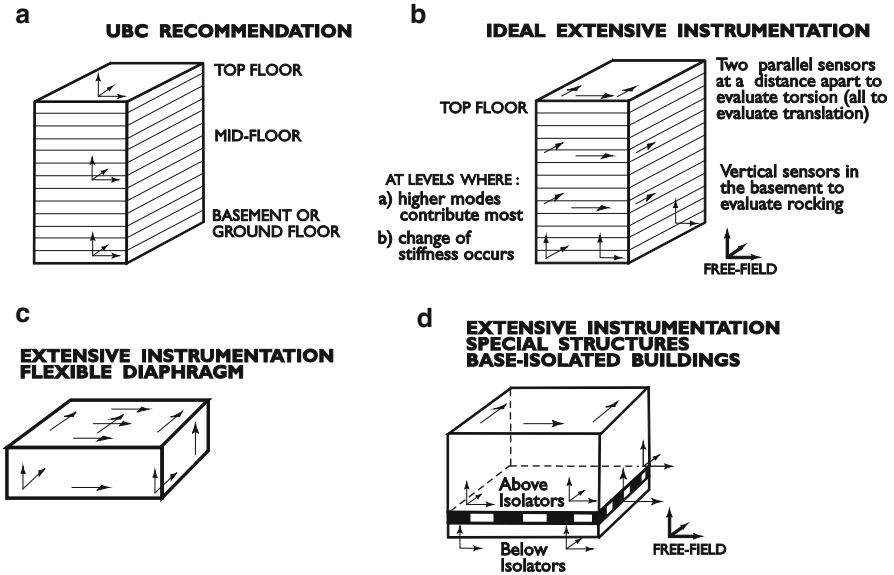 a
UBC RECOMMENDATION
TOP FLOOR
MID-FLOOR
BASEMENT OR
GROUND FLOOR
b
IDEAL EXTENSIVE INSTRUMENTATION
TOP FLOOR
Two parallel sensors
at a distance apart to
evaluate torsion (all to
evaluate translation)
AT LEVELS WHERE :
a) higher modes
contribute most
b) change of
stiffness occurs
Vertical sensors in
the basement to
evaluate rocking
FREE-FIELD
c
EXTENSIVE INSTRUMENTATION
FLEXIBLE DIAPHRAGM
d
EXTENSIVE INSTRUMENTATION
SPECIAL STRUCTURES
BASE-ISOLATED BUILDINGS
Above
Isolators
Below
Isolators
FREE-FIELD